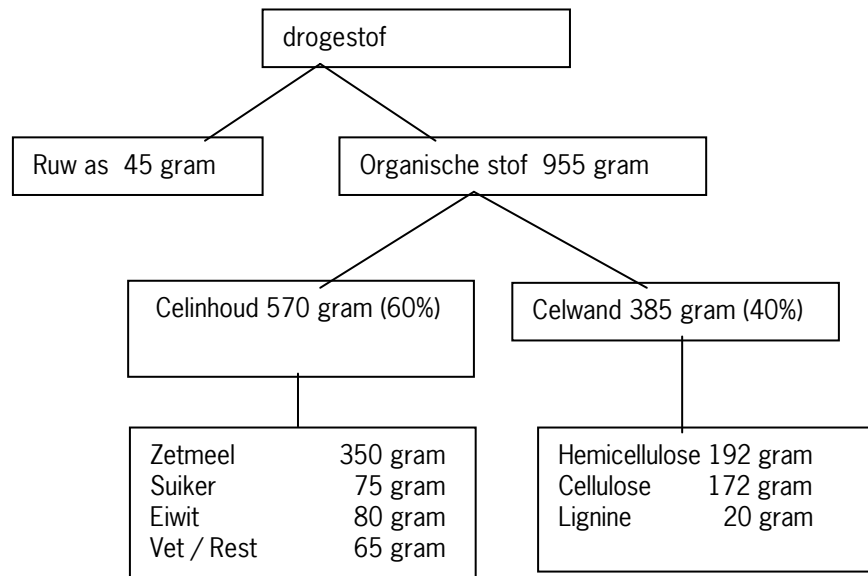 drogestof
Ruw as 45 gram
Organische stof 955 gram
Celinhoud 570 gram (60%)
Celwand 385 gram (40%)
Zetmeel 350 gram
Suiker 75 gram
Eiwit 80 gram
Vet / Rest 65 gram
Hemicellulose 192 gram
Cellulose 172 gram
Lignine 20 gram